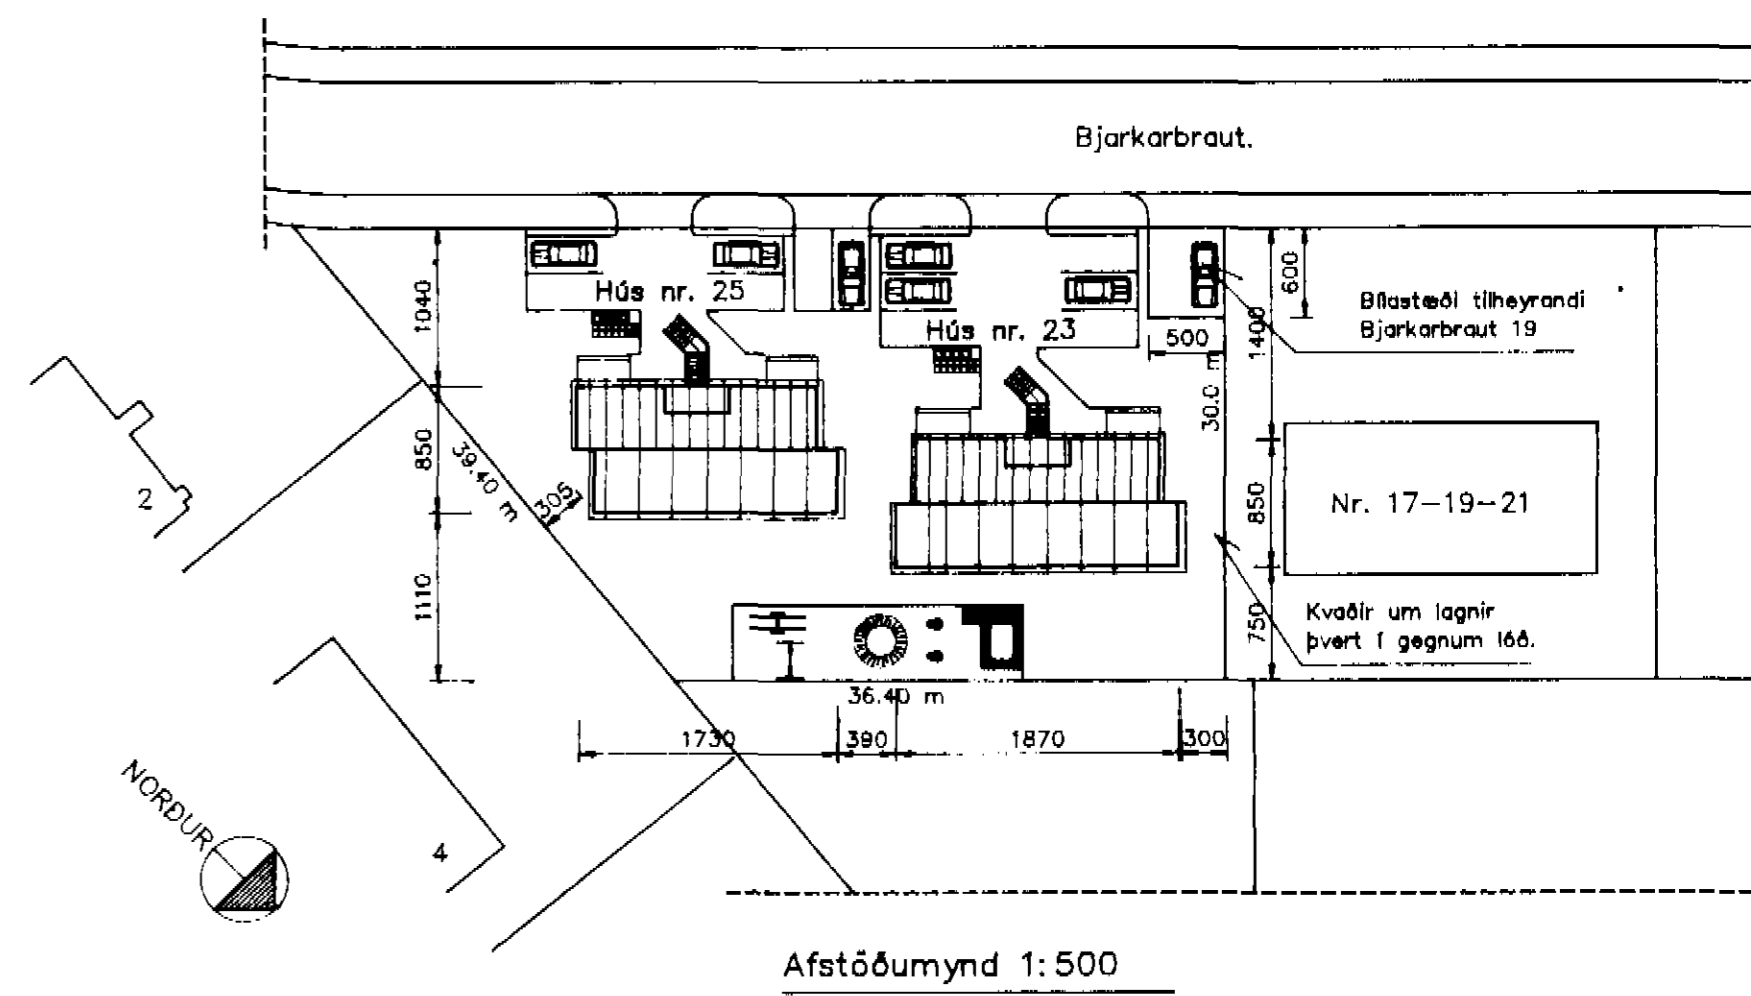 Bjarkarbraut.
Hús nr. 25
Hús nr. 23
1040
850
1110
39.40 m
305
600
1400
500
30.0 m
850
750
Bílastæði tilheyrandi
Bjarkarbraut 19
Nr. 17-19-21
Kvaðir um lagnir
þvert í gegnum lóð.
2
4
36.40 m
1730
390
1870
300
NORÐUR
Afstöðumynd 1:500